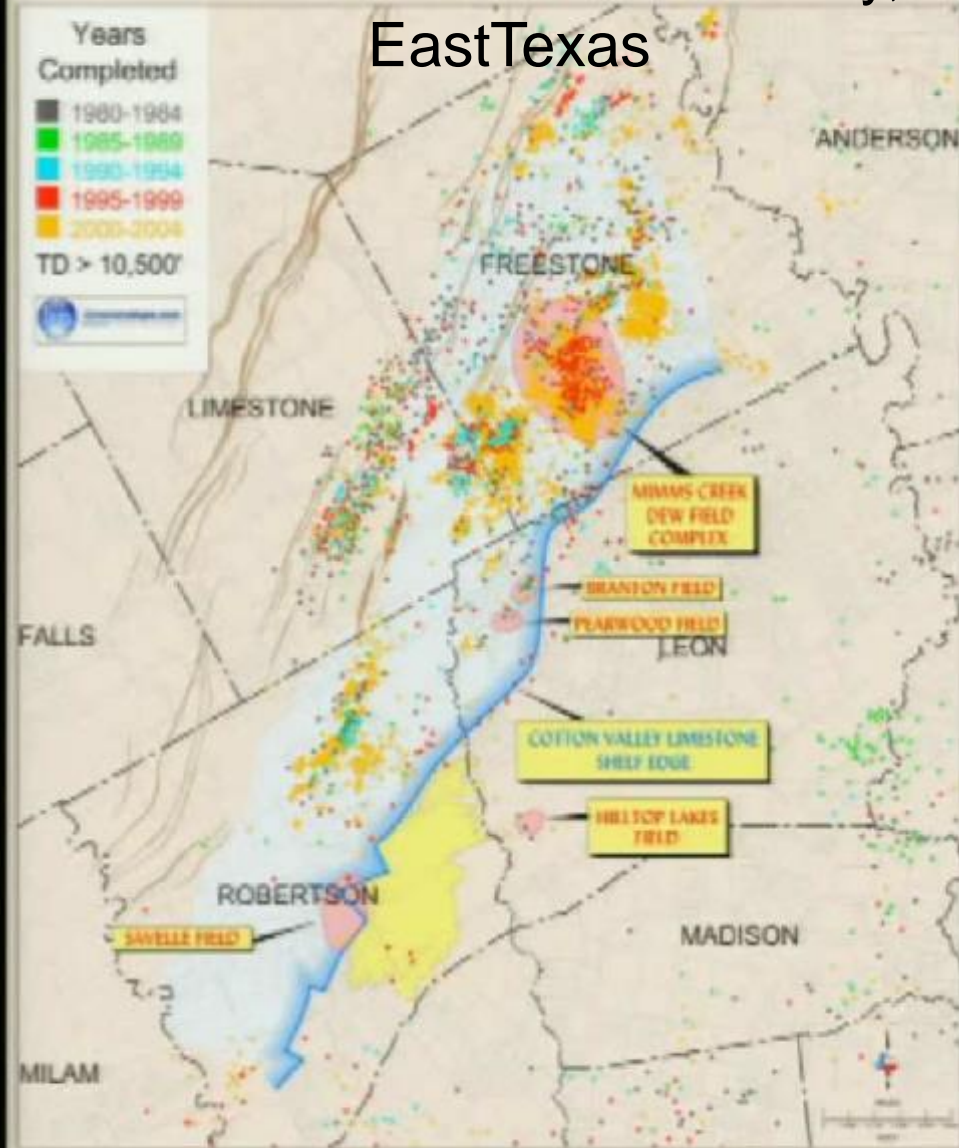 EastTexas
Years
Completed
1980-1984
1985-1989
1990-1994
1995-1999
2000-2004
TD > 10,500'
ANDERSON
FREESTONE
LIMESTONE
MIMMS CREEK
DEW FIELD
COMPLEX
BRANTON FIELD
PEARWOOD FIELD
FALLS
LEON
COTTON VALLEY LIMESTONE
SHELF EDGE
HILLTOP LAKES
FIELD
ROBERTSON
SAVELLE FIELD
MADISON
MILAM